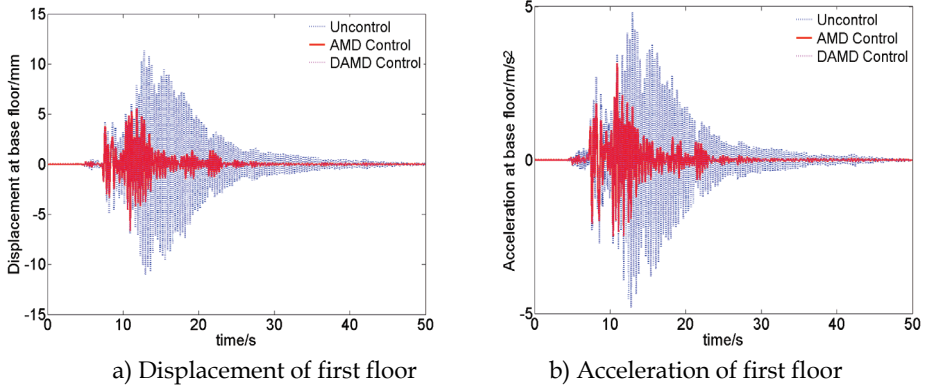 Displacement at base floor/mm
15
10
5
0
-5
-10
-15
0 10 20 30 40 50
time/s
Uncontrol
AMD Control
DAMD Control
a) Displacement of first floor
Acceleration at base floor/m/s²
5
0
-5
0 10 20 30 40 50
time/s
Uncontrol
AMD Control
DAMD Control
b) Acceleration of first floor